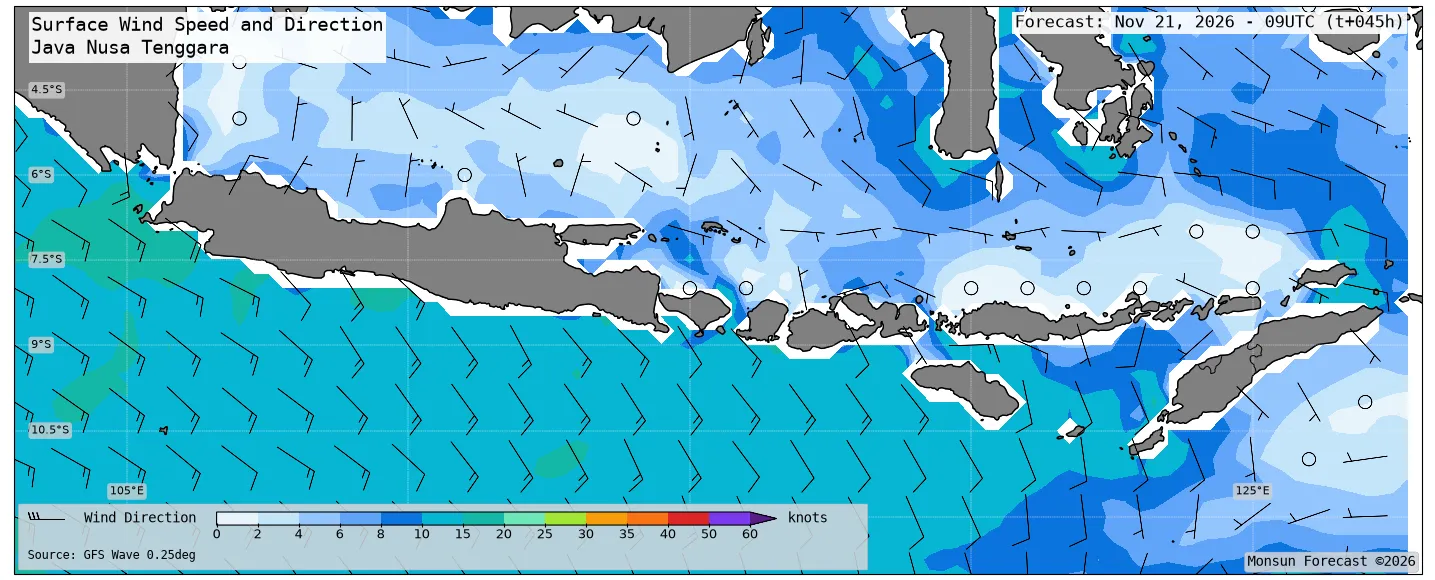 Surface Wind Speed and Direction
Java Nusa Tenggara
Forecast: Nov 21, 2026 - 09UTC (t+045h)
4.5°S
6°S
7.5°S
9°S
10.5°S
105°E
125°E
Wind Direction
0 2 4 6 8 10 15 20 25 30 35 40 50 60
knots
Source: GFS Wave 0.25deg
Monsun Forecast ©2026